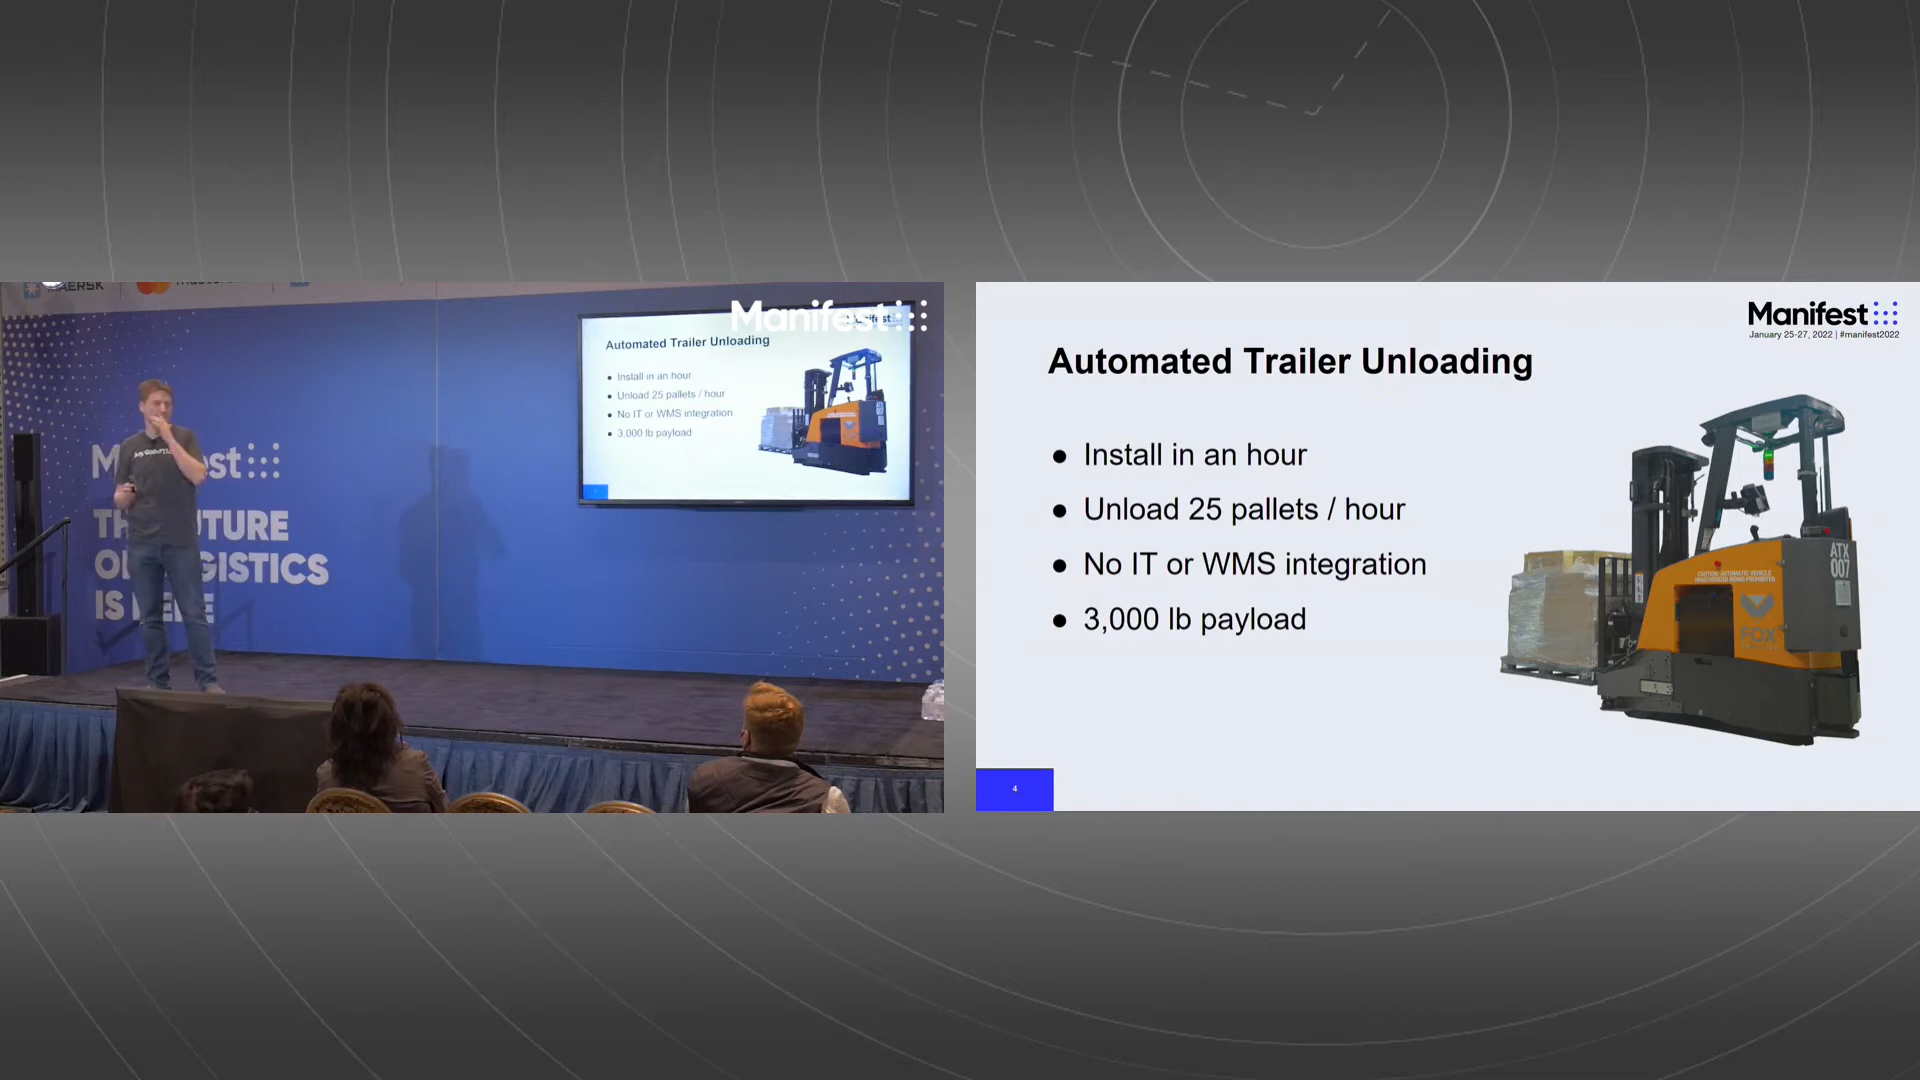 MAERSK
Manifest
Manifest
Automated Trailer Unloading
Install in an hour
Unload 25 pallets / hour
No IT or WMS integration
3,000 lb payload
THE FUTURE
OF LOGISTICS
IS HERE
Manifest
January 25-27, 2022 | #manifest2022
Automated Trailer Unloading
● Install in an hour
● Unload 25 pallets / hour
● No IT or WMS integration
● 3,000 lb payload
ATX
007
CAUTION: AUTOMATIC VEHICLE
UNAUTHORIZED RIDING PROHIBITED
FOX
4